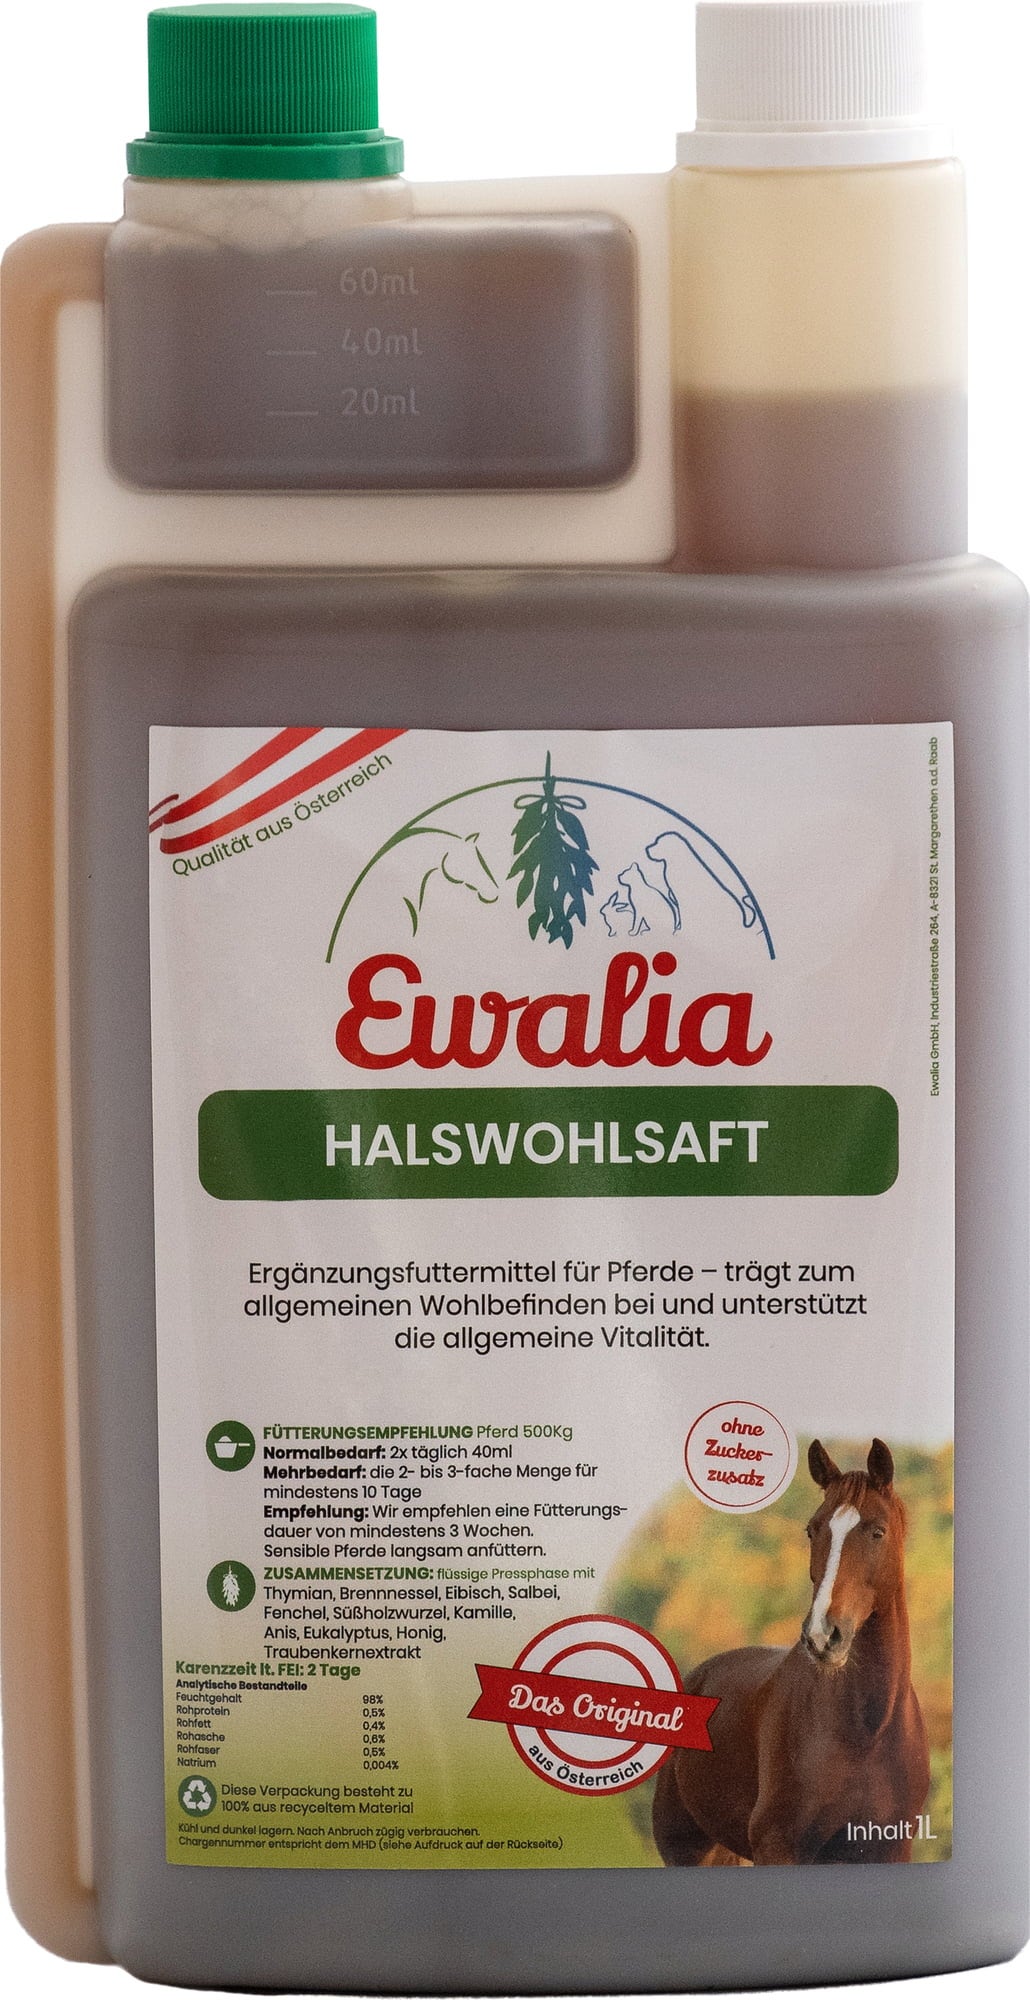 60ml
40ml
20ml
Qualität aus Österreich
Ewalia
HALSWOHLSAFT
Ergänzungsfuttermittel für Pferde – trägt zum
allgemeinen Wohlbefinden bei und unterstützt
die allgemeine Vitalität.
FÜTTERUNGSEMPFEHLUNG Pferd 500Kg
Normalbedarf: 2x täglich 40ml
Mehrbedarf: die 2- bis 3-fache Menge für
mindestens 10 Tage
Empfehlung: Wir empfehlen eine Fütterungs-
dauer von mindestens 3 Wochen.
Sensible Pferde langsam anfüttern.
ohne
Zucker-
zusatz
ZUSAMMENSETZUNG: flüssige Pressphase mit
Thymian, Brennnessel, Eibisch, Salbei,
Fenchel, Süßholzwurzel, Kamille,
Anis, Eukalyptus, Honig,
Traubenkernextrakt
Karenzzeit lt. FEI: 2 Tage
Analytische Bestandteile
Feuchtgehalt 98%
Rohprotein 0,5%
Rohfett 0,4%
Rohasche 0,6%
Rohfaser 0,5%
Natrium 0,004%
Das Original
aus Österreich
Diese Verpackung besteht zu
100% aus recyceltem Material
Kühl und dunkel lagern. Nach Anbruch zügig verbrauchen.
Chargennummer entspricht dem MHD (siehe Aufdruck auf der Rückseite)
Inhalt 1L
Ewalia GmbH, Industriestraße 264, A-8321 St. Margarethen a.d. Raab